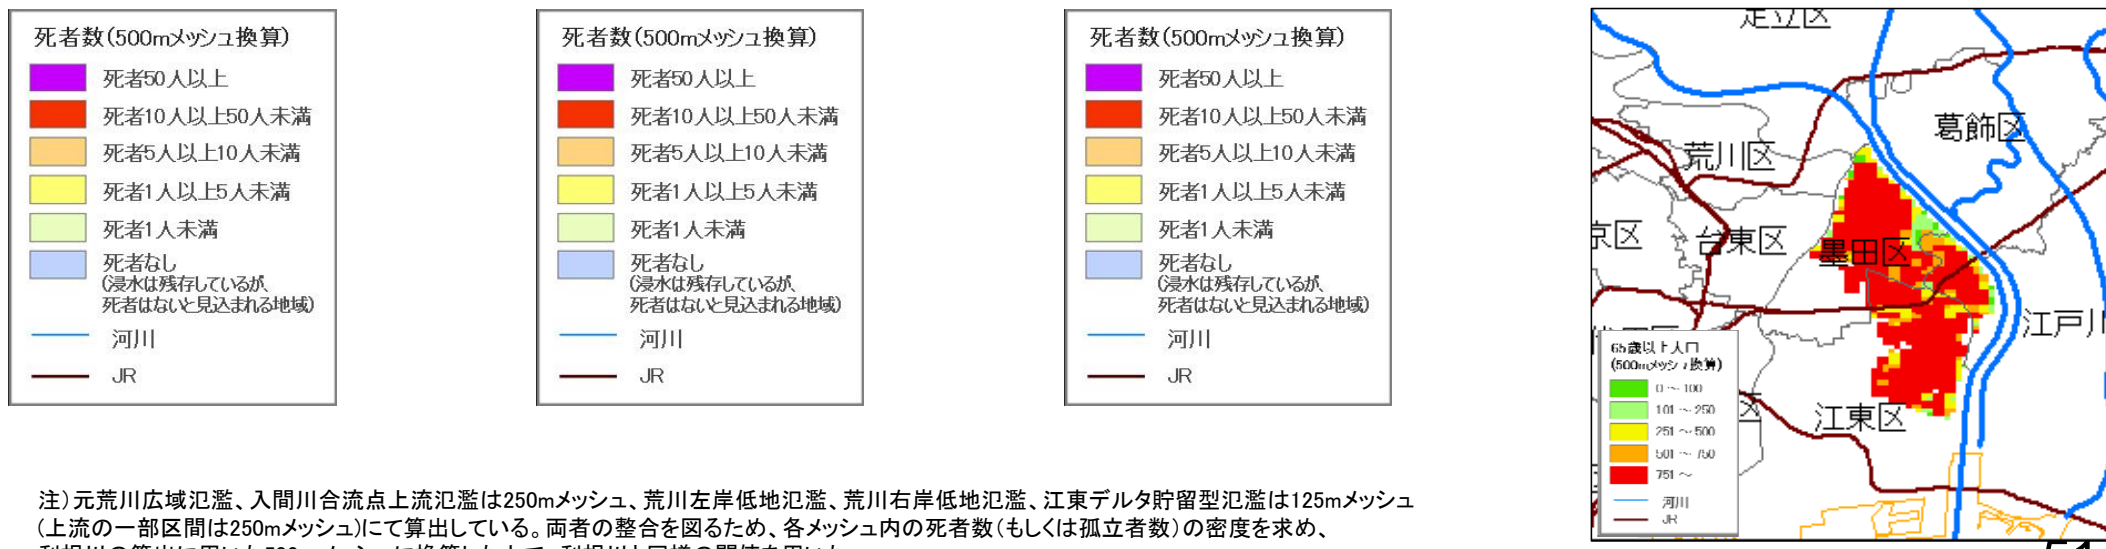 死者数(500mメッシュ換算)
死者50人以上
死者10人以上50人未満
死者5人以上10人未満
死者1人以上5人未満
死者1人未満
死者なし
(浸水は残存しているが、
死者はないと見込まれる地域)
河川
JR
死者数(500mメッシュ換算)
死者50人以上
死者10人以上50人未満
死者5人以上10人未満
死者1人以上5人未満
死者1人未満
死者なし
(浸水は残存しているが、
死者はないと見込まれる地域)
河川
JR
死者数(500mメッシュ換算)
死者50人以上
死者10人以上50人未満
死者5人以上10人未満
死者1人以上5人未満
死者1人未満
死者なし
(浸水は残存しているが、
死者はないと見込まれる地域)
河川
JR
足立区
葛飾区
荒川区
京区
台東区
墨田区
江戸川
江東区
65歳以上人口
(500mメッシュ換算)
0 ～ 100
101 ～ 250
251 ～ 500
501 ～ 750
751 ～
河川
JR
注)元荒川広域氾濫、入間川合流点上流氾濫は250mメッシュ、荒川左岸低地氾濫、荒川右岸低地氾濫、江東デルタ貯留型氾濫は125mメッシュ
(上流の一部区間は250mメッシュ)にて算出している。両者の整合を図るため、各メッシュ内の死者数(もしくは孤立者数)の密度を求め、